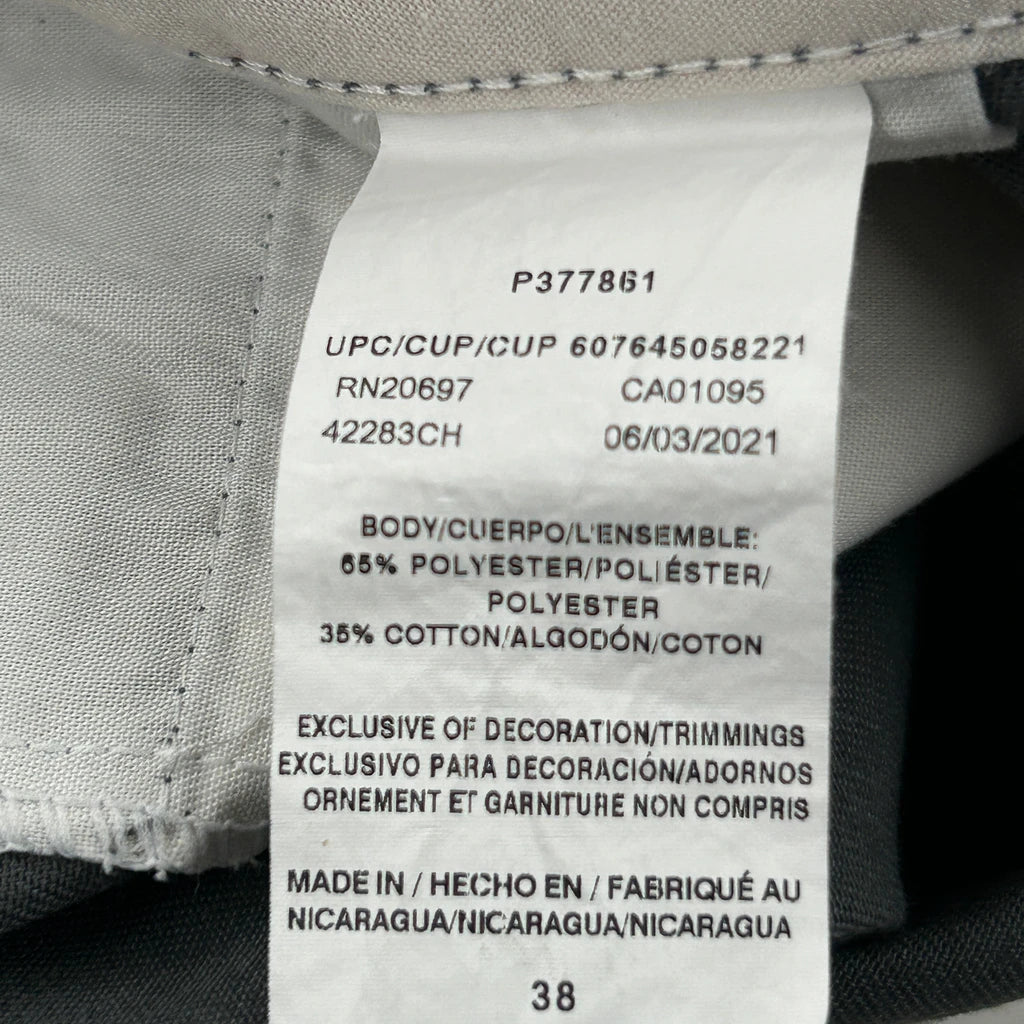 P377861
UPC/CUP/CUP 607645058221
RN20697 CA01095
42283CH 06/03/2021
BODY/CUERPO/L'ENSEMBLE:
65% POLYESTER/POLIÉSTER/
POLYESTER
35% COTTON/ALGODÓN/COTON
EXCLUSIVE OF DECORATION/TRIMMINGS
EXCLUSIVO PARA DECORACIÓN/ADORNOS
ORNEMENT ET GARNITURE NON COMPRIS
MADE IN / HECHO EN / FABRIQUÉ AU
NICARAGUA/NICARAGUA/NICARAGUA
38